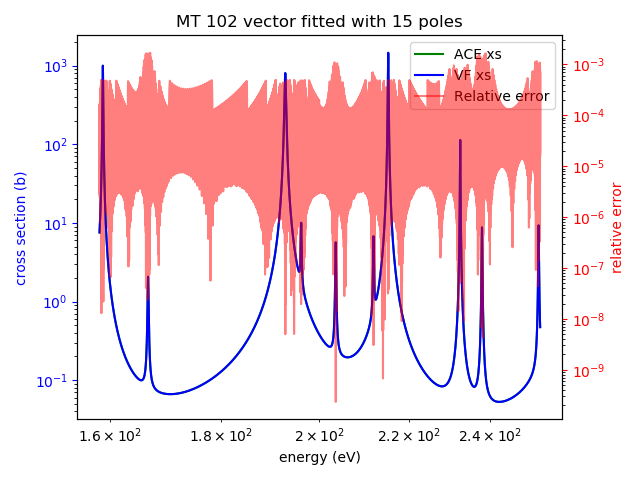 MT 102 vector fitted with 15 poles
ACE xs
VF xs
Relative error
cross section (b)
10³
10²
10¹
10⁰
10⁻¹
10⁻³
10⁻⁴
10⁻⁵
10⁻⁶
10⁻⁷
10⁻⁸
10⁻⁹
relative error
1.6 × 10² 1.8 × 10² 2 × 10² 2.2 × 10² 2.4 × 10²
energy (eV)